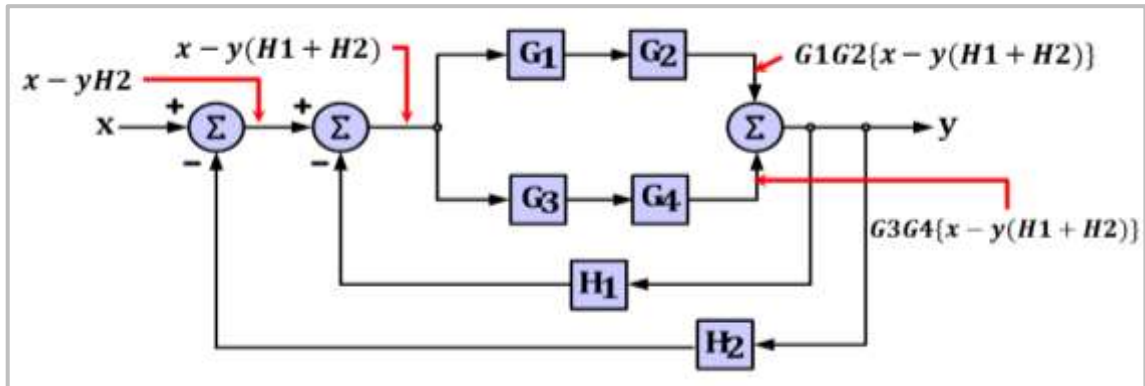 x − y(H1 + H2)
G1
G2
G1G2{x − y(H1 + H2)}
x − yH2
+
+
x
Σ
Σ
Σ
y
−
−
G3
G4
G3G4{x − y(H1 + H2)}
H1
H2